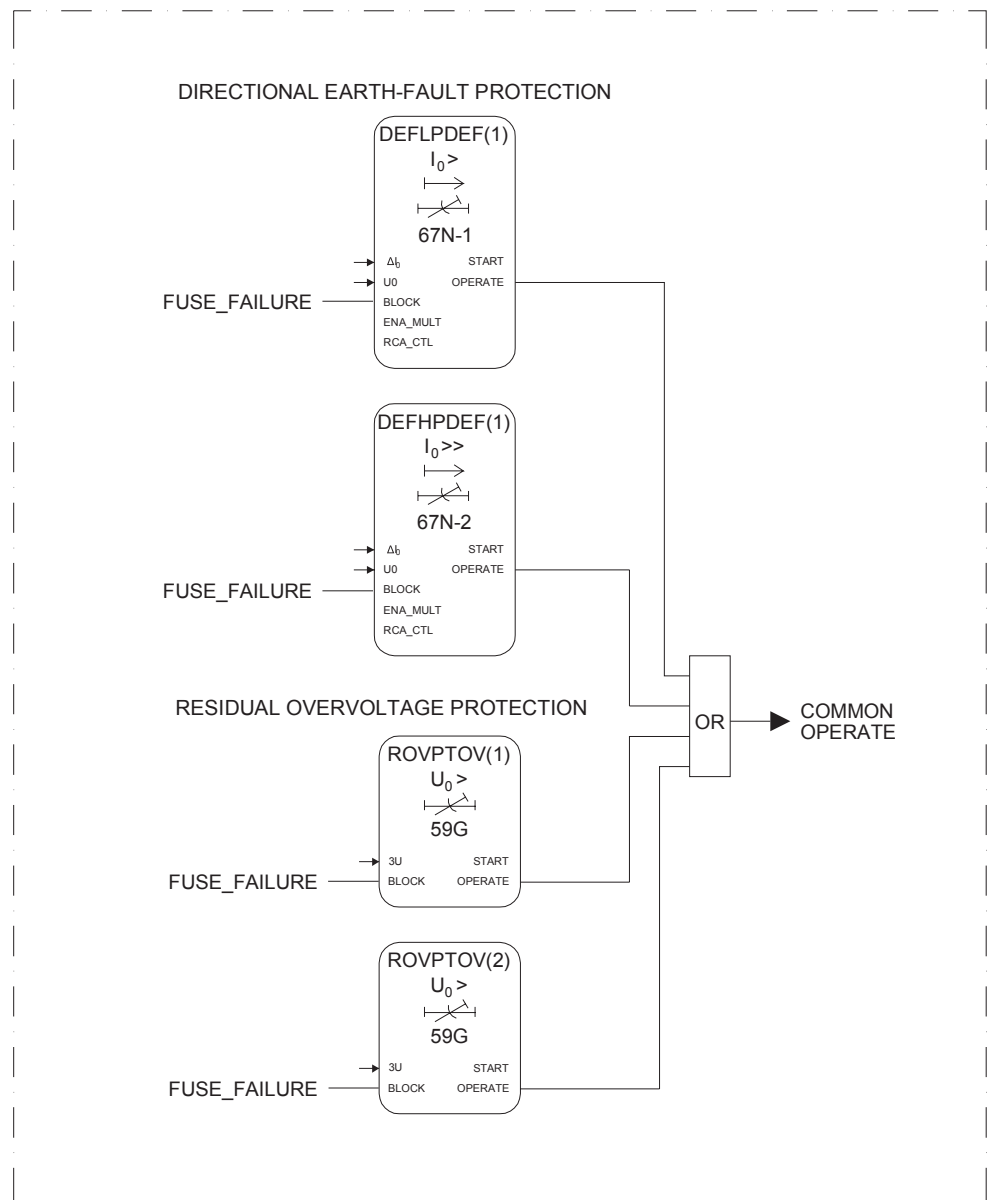 DIRECTIONAL EARTH-FAULT PROTECTION
DEFLPDEF(1)
I₀>
67N-1
ΔI₀ START
U0 OPERATE
FUSE_FAILURE BLOCK
ENA_MULT
RCA_CTL
DEFHPDEF(1)
I₀>>
67N-2
ΔI₀ START
U0 OPERATE
FUSE_FAILURE BLOCK
ENA_MULT
RCA_CTL
RESIDUAL OVERVOLTAGE PROTECTION
OR
COMMON
OPERATE
ROVPTOV(1)
U₀>
59G
3U START
FUSE_FAILURE BLOCK OPERATE
ROVPTOV(2)
U₀>
59G
3U START
FUSE_FAILURE BLOCK OPERATE